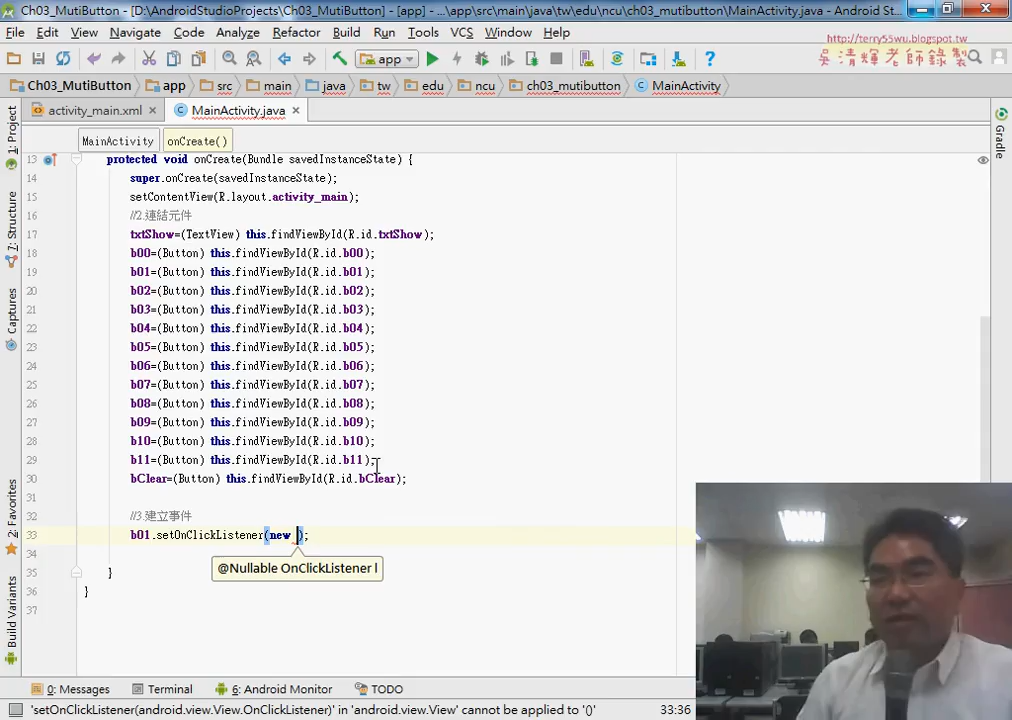 Ch03_MutiButton - [D:\AndroidStudioProjects\Ch03_MutiButton] - [app] - ...\app\src\main\java\tw\edu\ncu\ch03_mutibutton\MainActivity.java - Android St...
File Edit View Navigate Code Analyze Refactor Build Run Tools VCS Window Help
http://terry55wu.blogspot.tw
吳清輝老師錄製
app
Ch03_MutiButton app src main java tw edu ncu ch03_mutibutton MainActivity
activity_main.xml MainActivity.java
MainActivity onCreate()
13 protected void onCreate(Bundle savedInstanceState) {
14 super.onCreate(savedInstanceState);
15 setContentView(R.layout.activity_main);
16 //2.連結元件
17 txtShow=(TextView) this.findViewById(R.id.txtShow);
18 b00=(Button) this.findViewById(R.id.b00);
19 b01=(Button) this.findViewById(R.id.b01);
20 b02=(Button) this.findViewById(R.id.b02);
21 b03=(Button) this.findViewById(R.id.b03);
22 b04=(Button) this.findViewById(R.id.b04);
23 b05=(Button) this.findViewById(R.id.b05);
24 b06=(Button) this.findViewById(R.id.b06);
25 b07=(Button) this.findViewById(R.id.b07);
26 b08=(Button) this.findViewById(R.id.b08);
27 b09=(Button) this.findViewById(R.id.b09);
28 b10=(Button) this.findViewById(R.id.b10);
29 b11=(Button) this.findViewById(R.id.b11);
30 bClear=(Button) this.findViewById(R.id.bClear);
31
32 //3.建立事件
33 b01.setOnClickListener(new );
@Nullable OnClickListener l
34
35 }
36 }
37
1: Project
7: Structure
Captures
2: Favorites
Build Variants
Gradle
0: Messages Terminal 6: Android Monitor TODO
'setOnClickListener(android.view.View.OnClickListener)' in 'android.view.View' cannot be applied to '()' 33:36